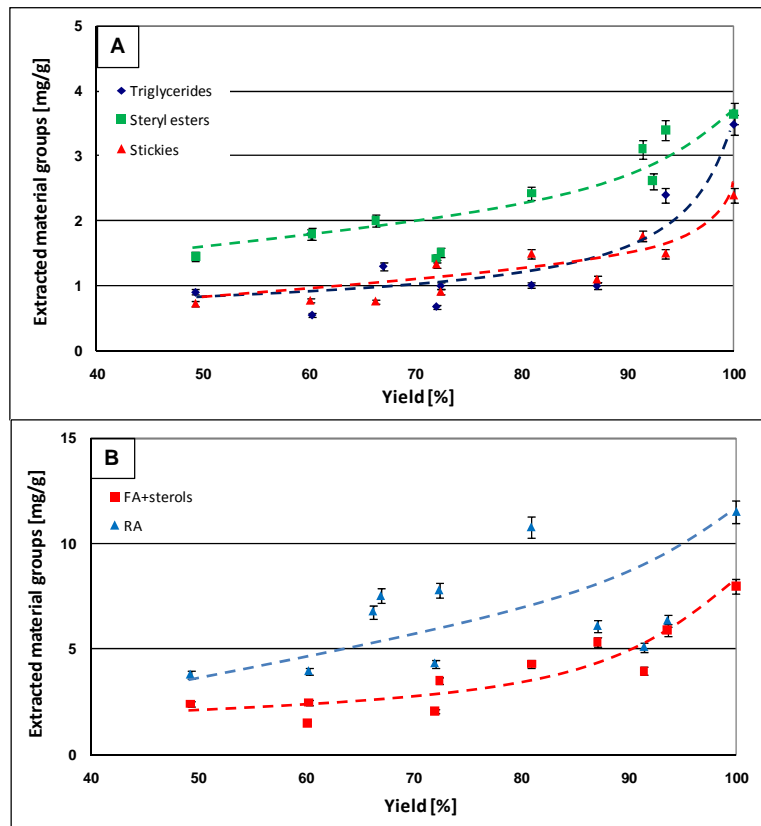 A
Triglycerides
Steryl esters
Stickies
Extracted material groups [mg/g]
5
4
3
2
1
0
40 50 60 70 80 90 100
Yield [%]
B
FA+sterols
RA
Extracted material groups [mg/g]
15
10
5
0
40 50 60 70 80 90 100
Yield [%]